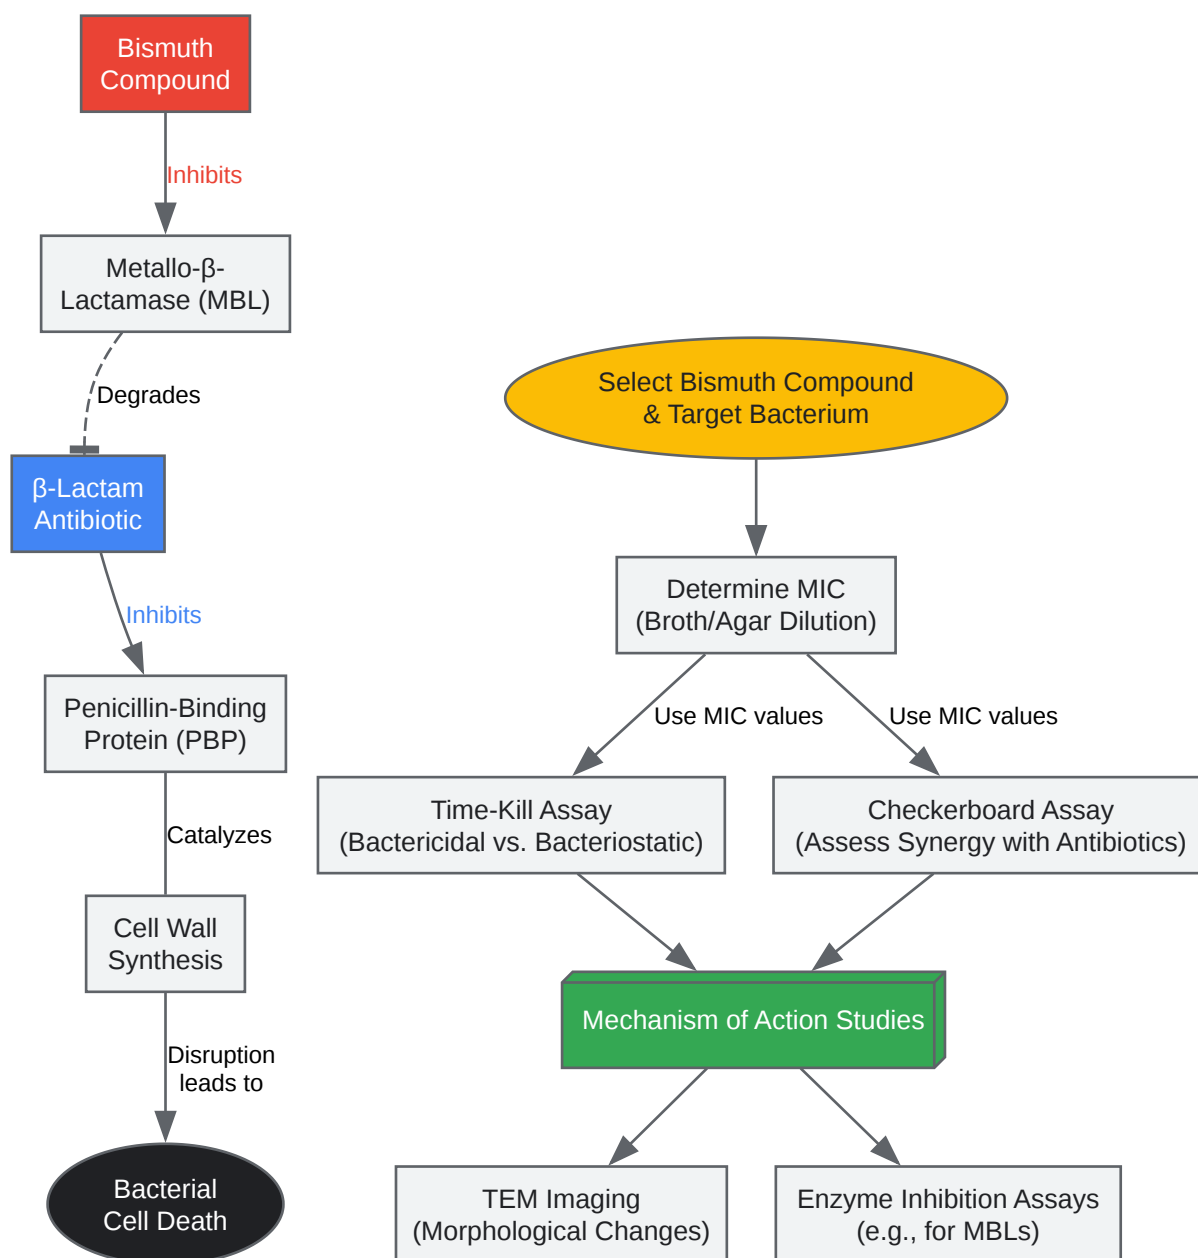 Bismuth
Compound
Inhibits
Metallo-β-
Lactamase (MBL)
Degrades
β-Lactam
Antibiotic
Inhibits
Penicillin-Binding
Protein (PBP)
Catalyzes
Cell Wall
Synthesis
Disruption
leads to
Bacterial
Cell Death
Select Bismuth Compound
& Target Bacterium
Determine MIC
(Broth/Agar Dilution)
Use MIC values
Use MIC values
Time-Kill Assay
(Bactericidal vs. Bacteriostatic)
Checkerboard Assay
(Assess Synergy with Antibiotics)
Mechanism of Action Studies
TEM Imaging
(Morphological Changes)
Enzyme Inhibition Assays
(e.g., for MBLs)